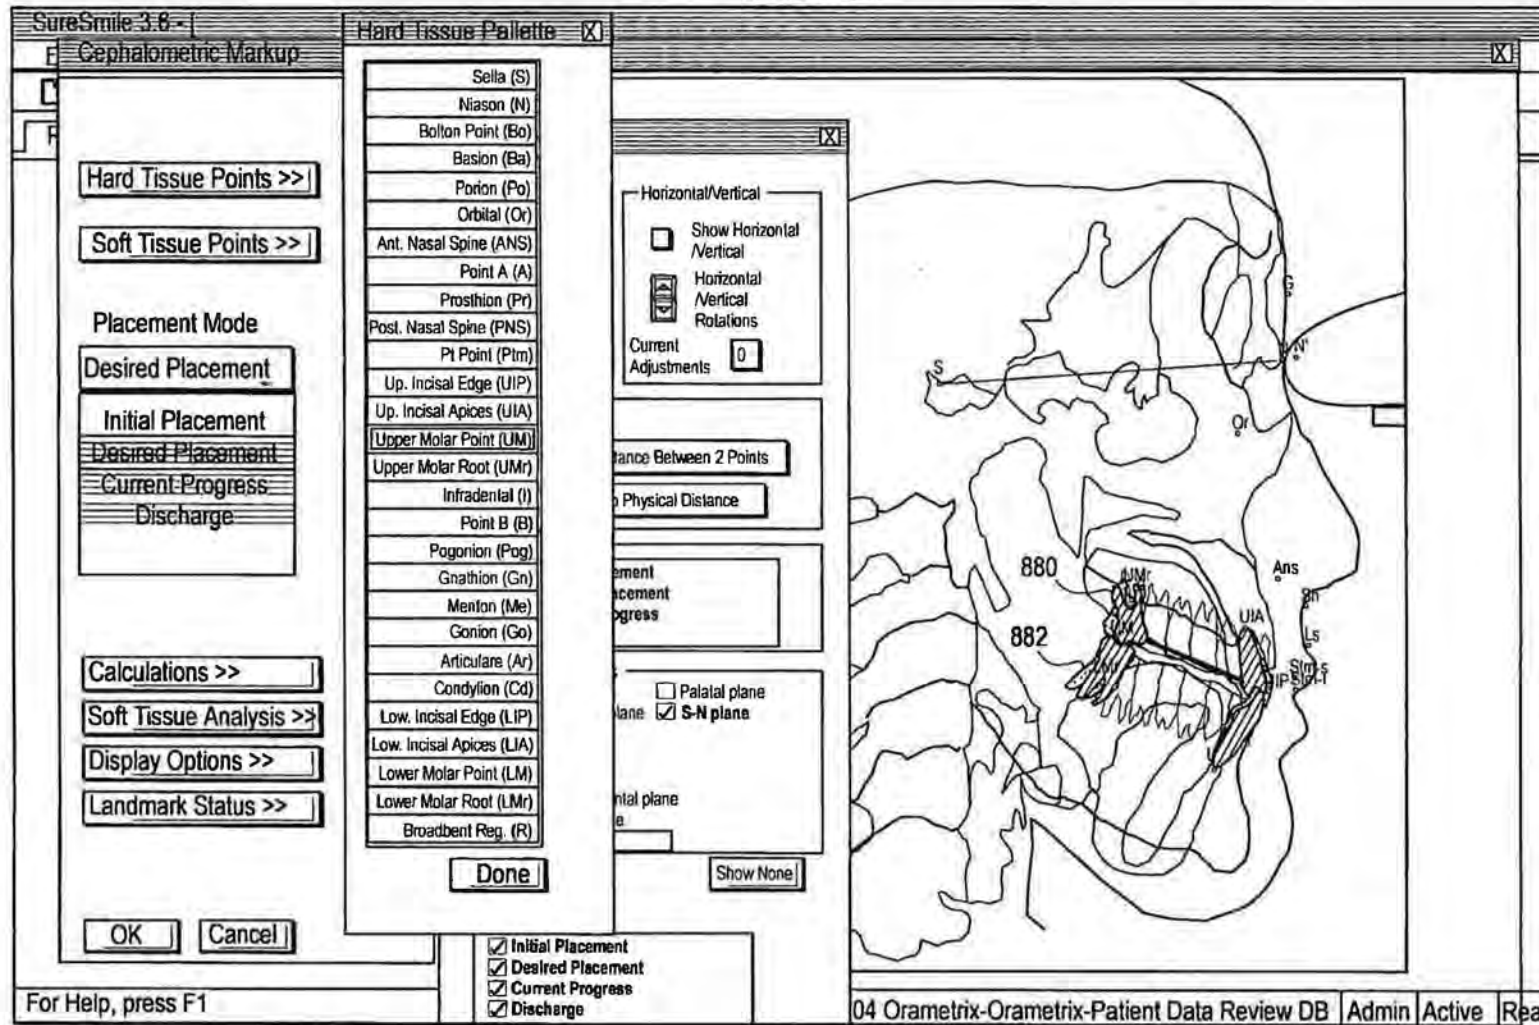 SureSmile 3.6 - [
Cephalometric Markup
Hard Tissue Points >>
Soft Tissue Points >>
Placement Mode
Desired Placement
Initial Placement
Desired Placement
Current Progress
Discharge
Calculations >>
Soft Tissue Analysis >>
Display Options >>
Landmark Status >>
OK
Cancel
For Help, press F1
Hard Tissue Pallette
Sella (S)
Niason (N)
Bolton Point (Bo)
Basion (Ba)
Porion (Po)
Orbital (Or)
Ant. Nasal Spine (ANS)
Point A (A)
Prosthion (Pr)
Post. Nasal Spine (PNS)
Pt Point (Ptm)
Up. Incisal Edge (UIP)
Up. Incisal Apices (UIA)
Upper Molar Point (UM)
Upper Molar Root (UMr)
Infradental (I)
Point B (B)
Pogonion (Pog)
Gnathion (Gn)
Menton (Me)
Gonion (Go)
Articulare (Ar)
Condylion (Cd)
Low. Incisal Edge (LIP)
Low. Incisal Apices (LIA)
Lower Molar Point (LM)
Lower Molar Root (LMr)
Broadbent Reg. (R)
Done
Horizontal/Vertical
Show Horizontal
/Vertical
Horizontal
/Vertical
Rotations
Current
Adjustments
0
tance Between 2 Points
o Physical Distance
ement
acement
ogress
Palatal plane
lane
S-N plane
ntal plane
e
Show None
Initial Placement
Desired Placement
Current Progress
Discharge
S
G
N'
Or
Ans
Sn
Ls
Stm-s
UIA
UMr
880
882
04 Orametrix-Orametrix-Patient Data Review DB
Admin
Active
Rea